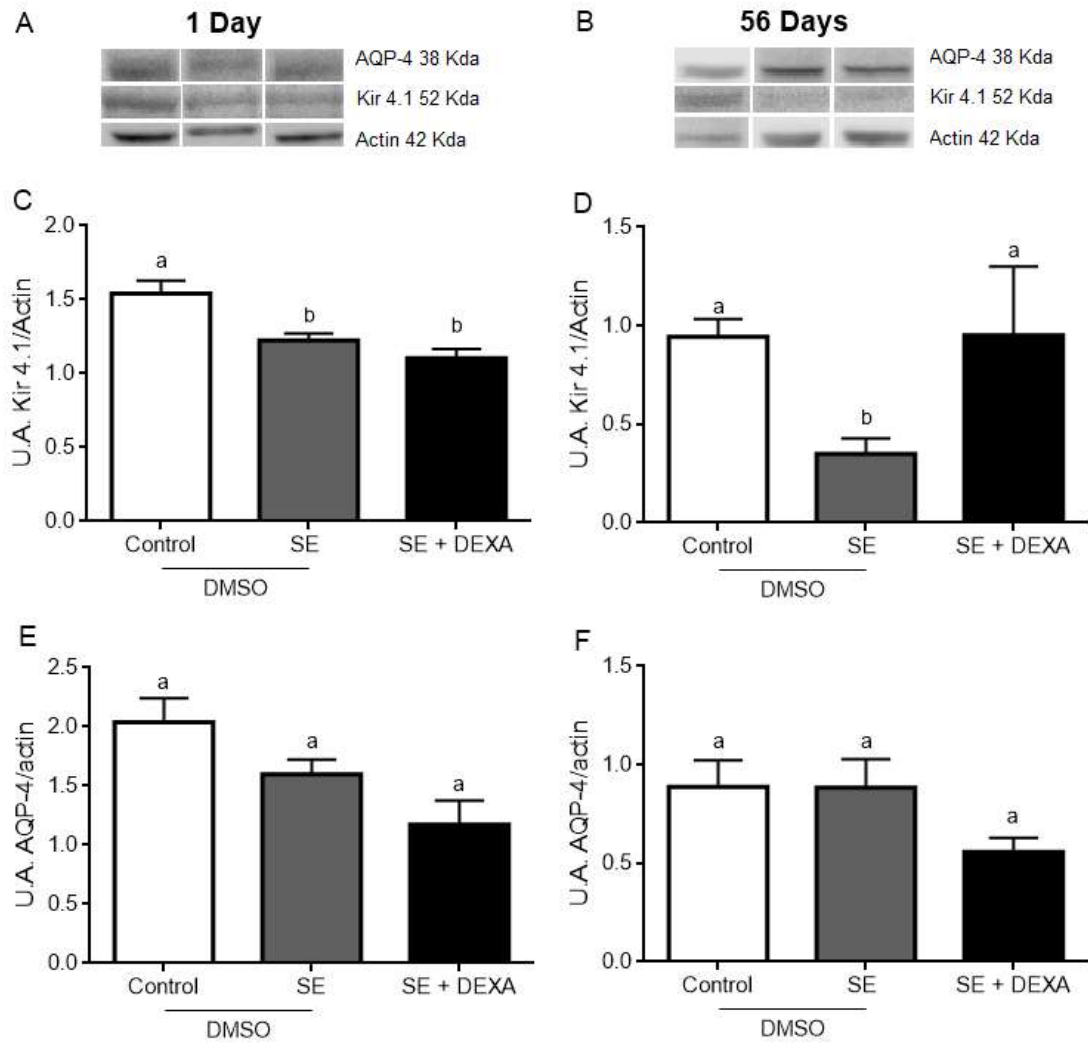 A
1 Day
AQP-4 38 Kda
Kir 4.1 52 Kda
Actin 42 Kda
B
56 Days
AQP-4 38 Kda
Kir 4.1 52 Kda
Actin 42 Kda
C
U.A. Kir 4.1/Actin
2.0
1.5
1.0
0.5
0.0
a
b
b
Control
SE
SE + DEXA
DMSO
D
U.A. Kir 4.1/Actin
1.5
1.0
0.5
0.0
a
b
a
Control
SE
SE + DEXA
DMSO
E
U.A. AQP-4/actin
2.5
2.0
1.5
1.0
0.5
0.0
a
a
a
Control
SE
SE + DEXA
DMSO
F
U.A. AQP-4/actin
1.5
1.0
0.5
0.0
a
a
a
Control
SE
SE + DEXA
DMSO